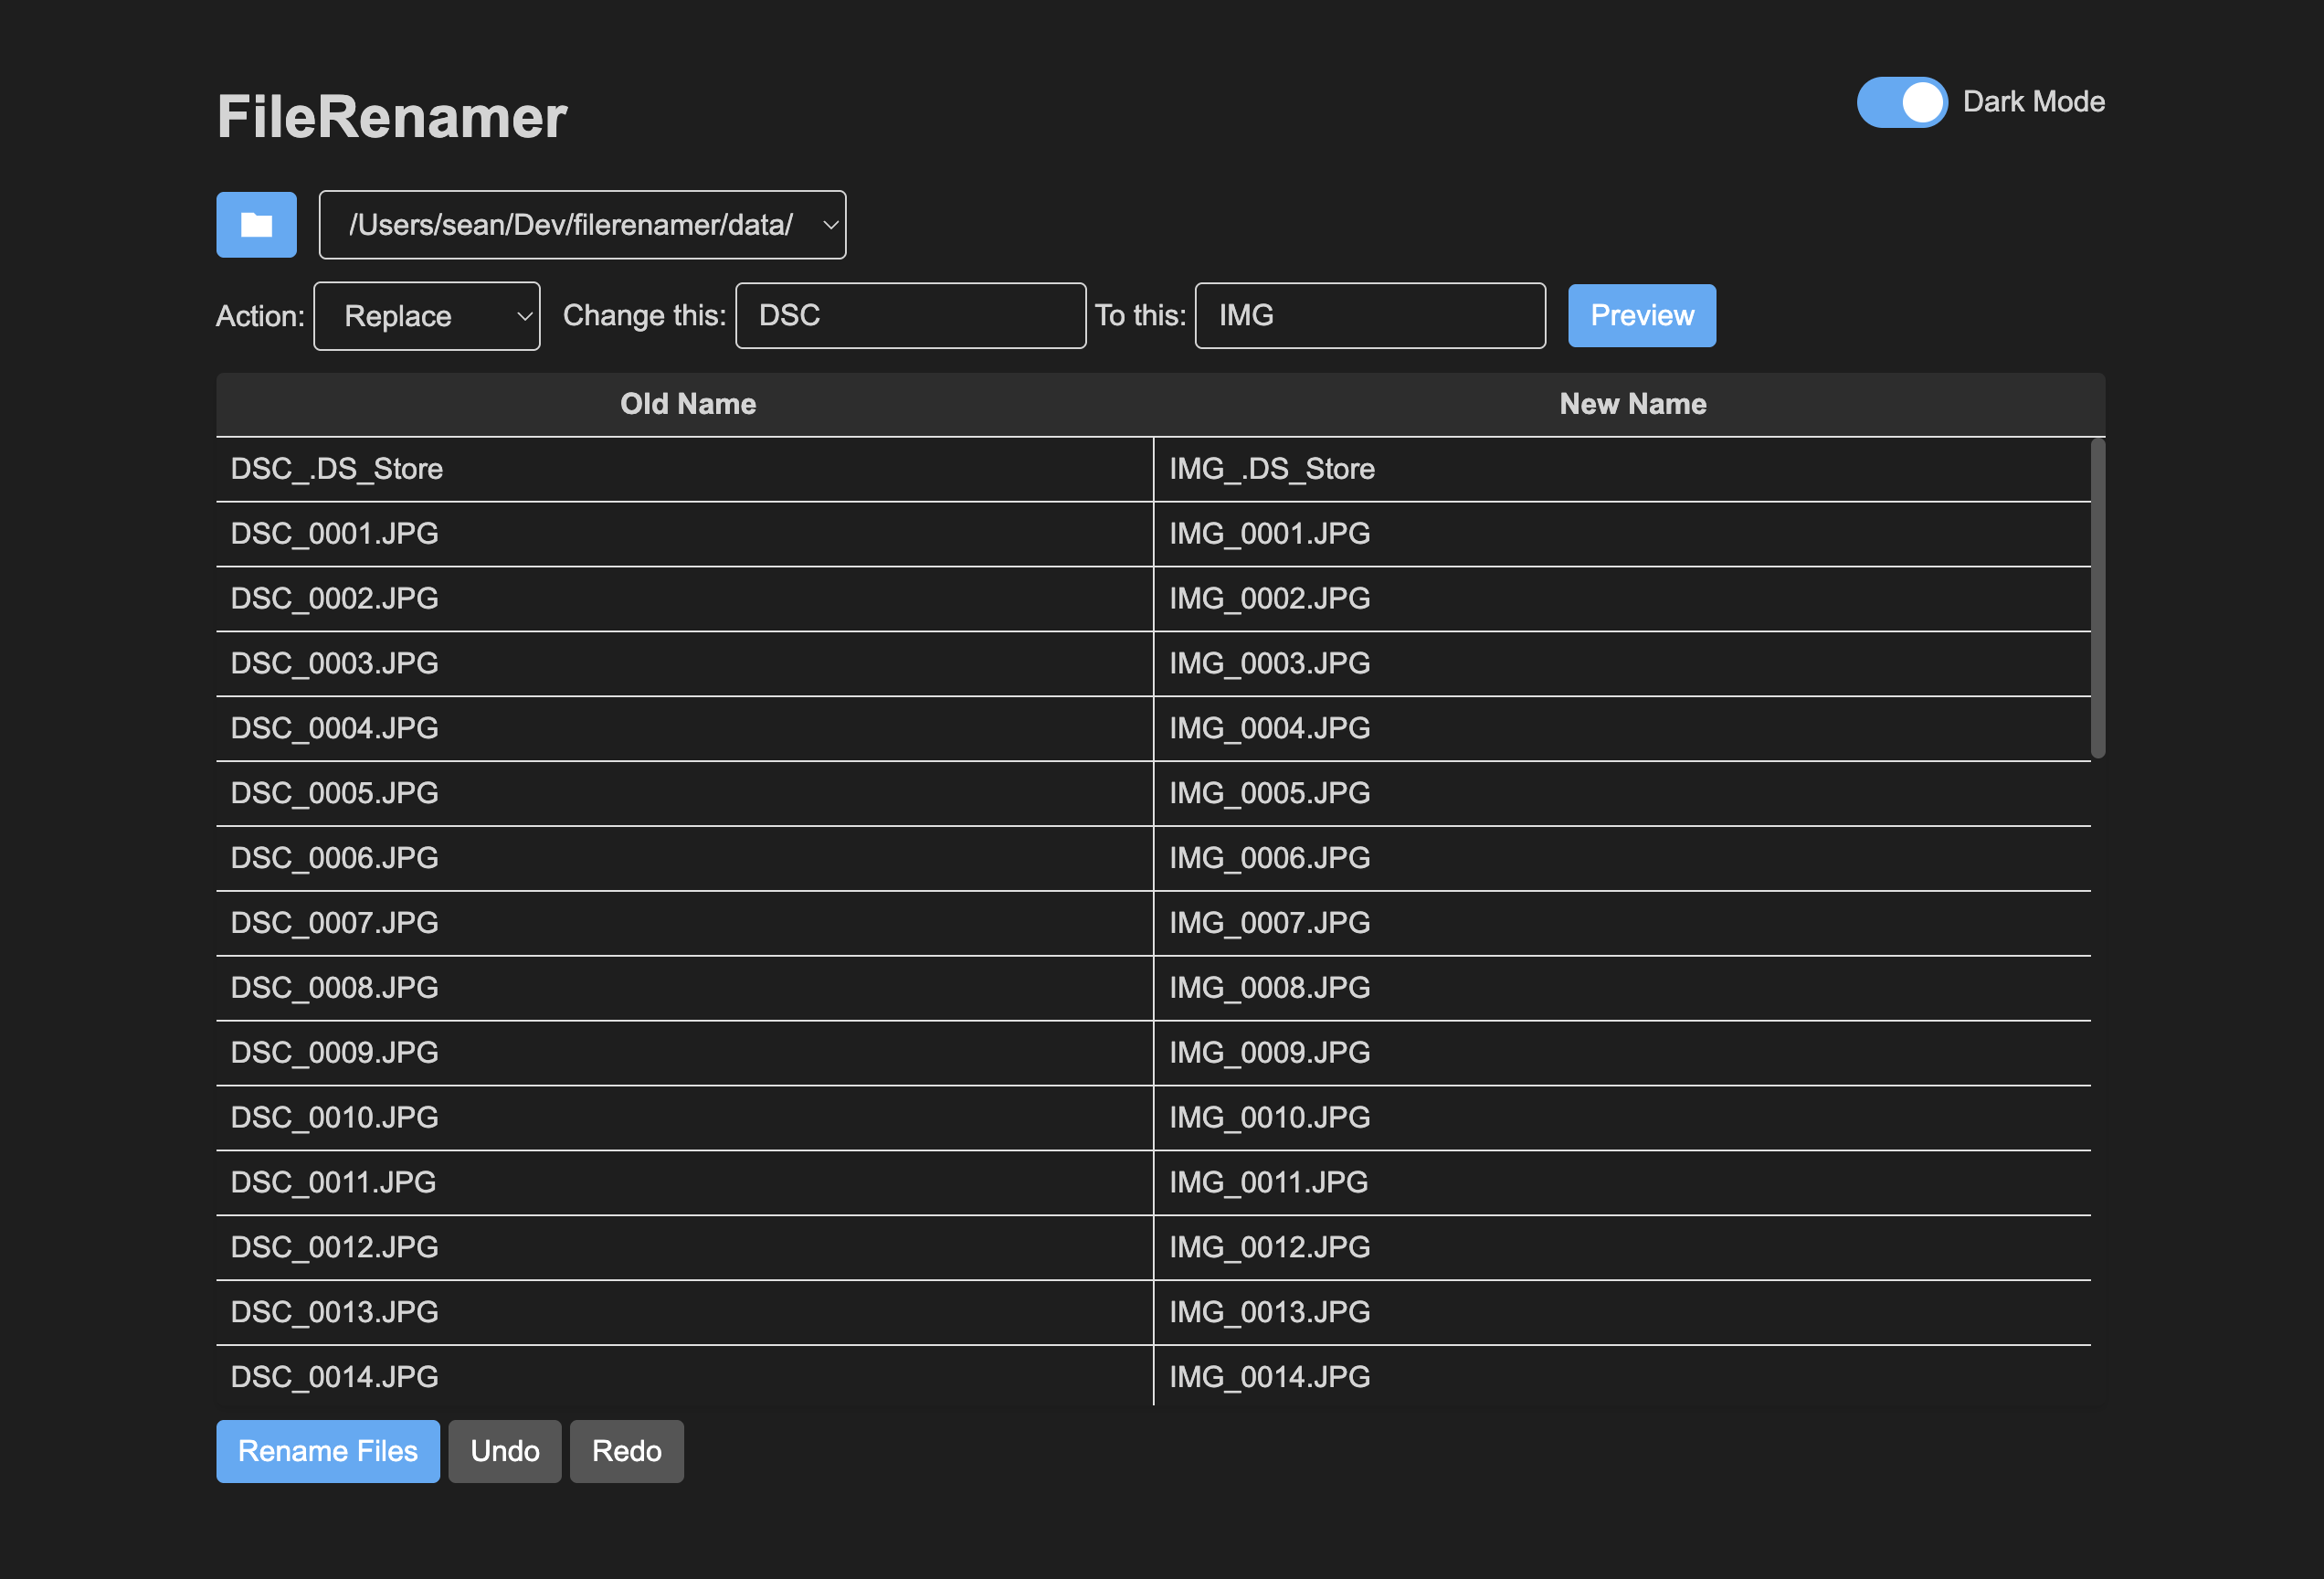 FileRenamer
Dark Mode
/Users/sean/Dev/filerenamer/data/
Action: Replace Change this: DSC To this: IMG Preview
Old Name New Name
DSC_.DS_Store IMG_.DS_Store
DSC_0001.JPG IMG_0001.JPG
DSC_0002.JPG IMG_0002.JPG
DSC_0003.JPG IMG_0003.JPG
DSC_0004.JPG IMG_0004.JPG
DSC_0005.JPG IMG_0005.JPG
DSC_0006.JPG IMG_0006.JPG
DSC_0007.JPG IMG_0007.JPG
DSC_0008.JPG IMG_0008.JPG
DSC_0009.JPG IMG_0009.JPG
DSC_0010.JPG IMG_0010.JPG
DSC_0011.JPG IMG_0011.JPG
DSC_0012.JPG IMG_0012.JPG
DSC_0013.JPG IMG_0013.JPG
DSC_0014.JPG IMG_0014.JPG
Rename Files Undo Redo